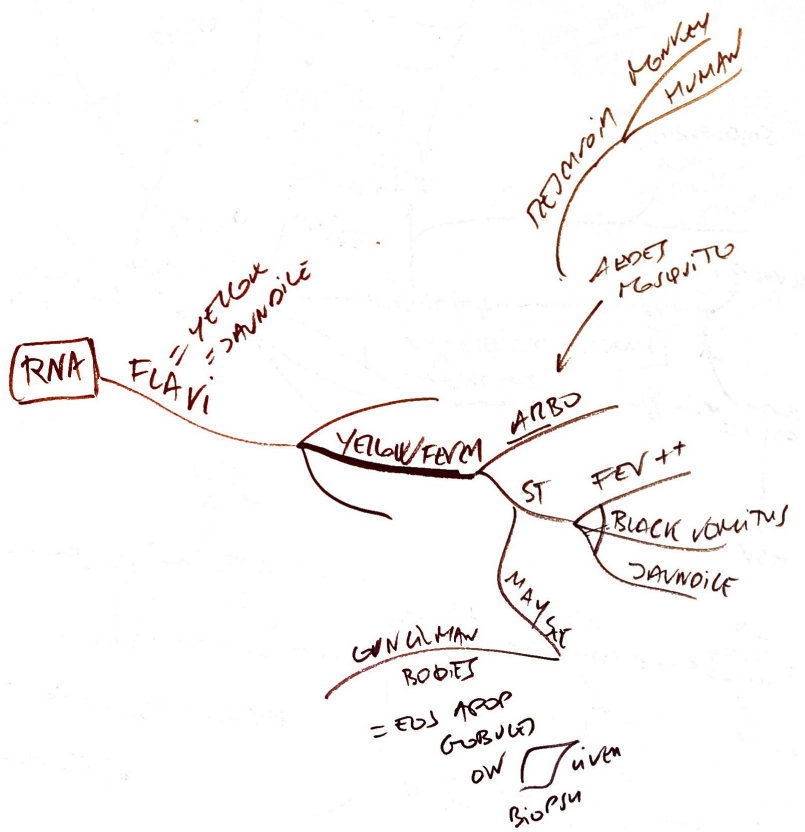 MONKEY
HUMAN
AEDES
MOSQUITO
= YELLOW
= JAUNDICE
RNA
FLAVI
ARBO
YELLOW FEVER
FEV ++
ST
BLACK VOMITUS
JAUNDICE
MAY SEE
COUNCILMAN
BODIES
= EOS APOP
GLOBULES
ON
LIVER
BIOPSY